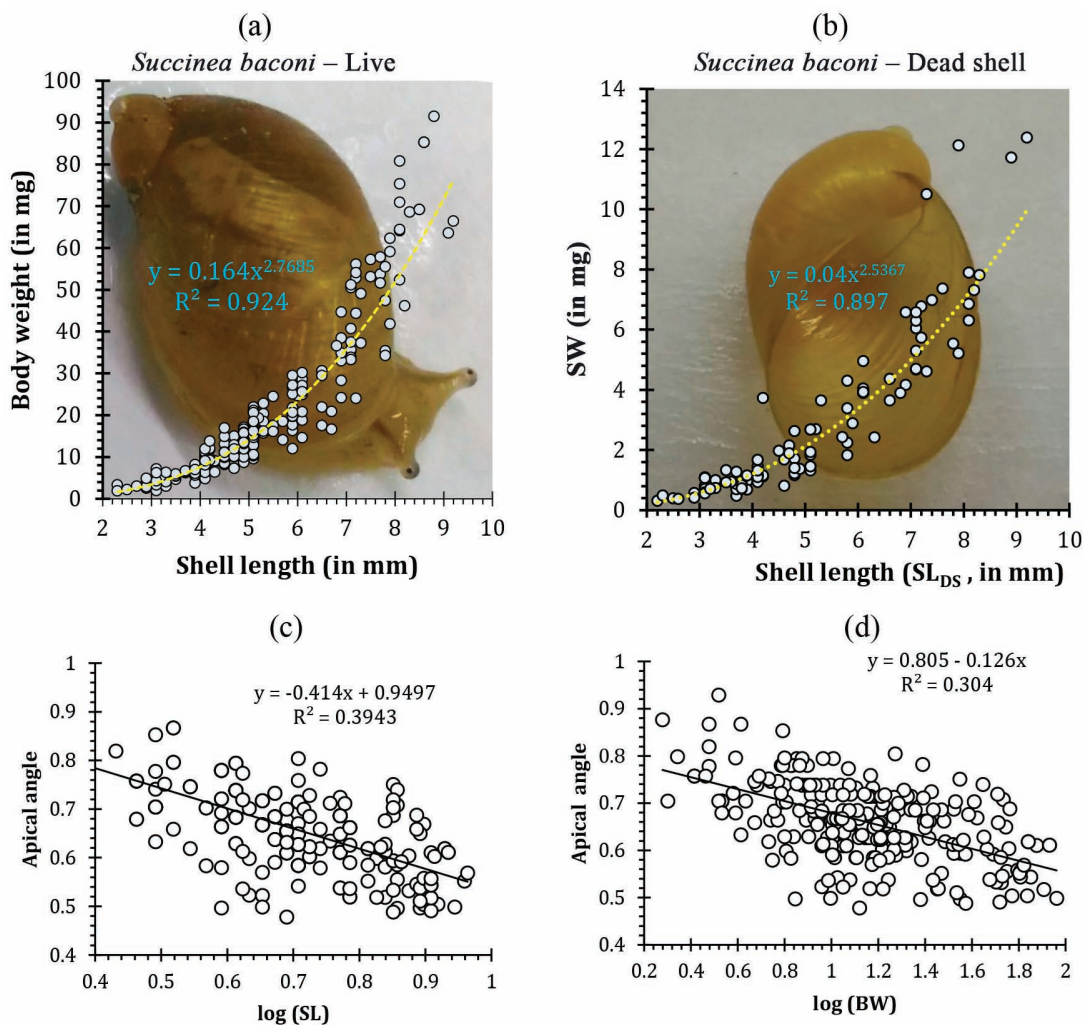 (a)
Succinea baconi – Live
100
90
80
70
60
50
40
30
20
10
0
Body weight (in mg)
y = 0.164x^2.7685
R² = 0.924
2 3 4 5 6 7 8 9 10
Shell length (in mm)
(b)
Succinea baconi – Dead shell
14
12
10
8
6
4
2
0
SW (in mg)
y = 0.04x^2.5367
R² = 0.897
2 3 4 5 6 7 8 9 10
Shell length (SL_DS , in mm)
(c)
y = -0.414x + 0.9497
R² = 0.3943
1
0.9
0.8
0.7
0.6
0.5
0.4
Apical angle
0.4 0.5 0.6 0.7 0.8 0.9 1
log (SL)
(d)
y = 0.805 - 0.126x
R² = 0.304
1
0.9
0.8
0.7
0.6
0.5
0.4
Apical angle
0.2 0.4 0.6 0.8 1 1.2 1.4 1.6 1.8 2
log (BW)